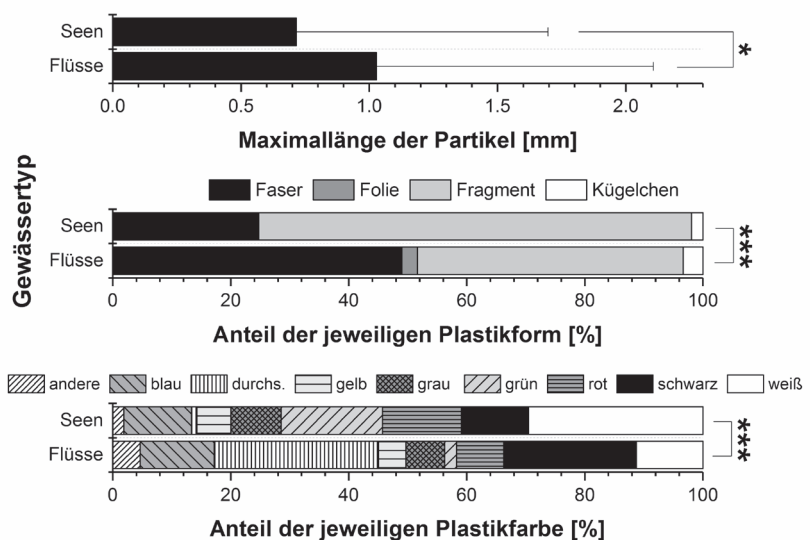 Seen
Flüsse
*
0.0 0.5 1.0 1.5 2.0
Maximallänge der Partikel [mm]
Gewässertyp
Faser Folie Fragment Kügelchen
Seen
Flüsse
***
0 20 40 60 80 100
Anteil der jeweiligen Plastikform [%]
andere blau durchs. gelb grau grün rot schwarz weiß
Seen
Flüsse
***
0 20 40 60 80 100
Anteil der jeweiligen Plastikfarbe [%]